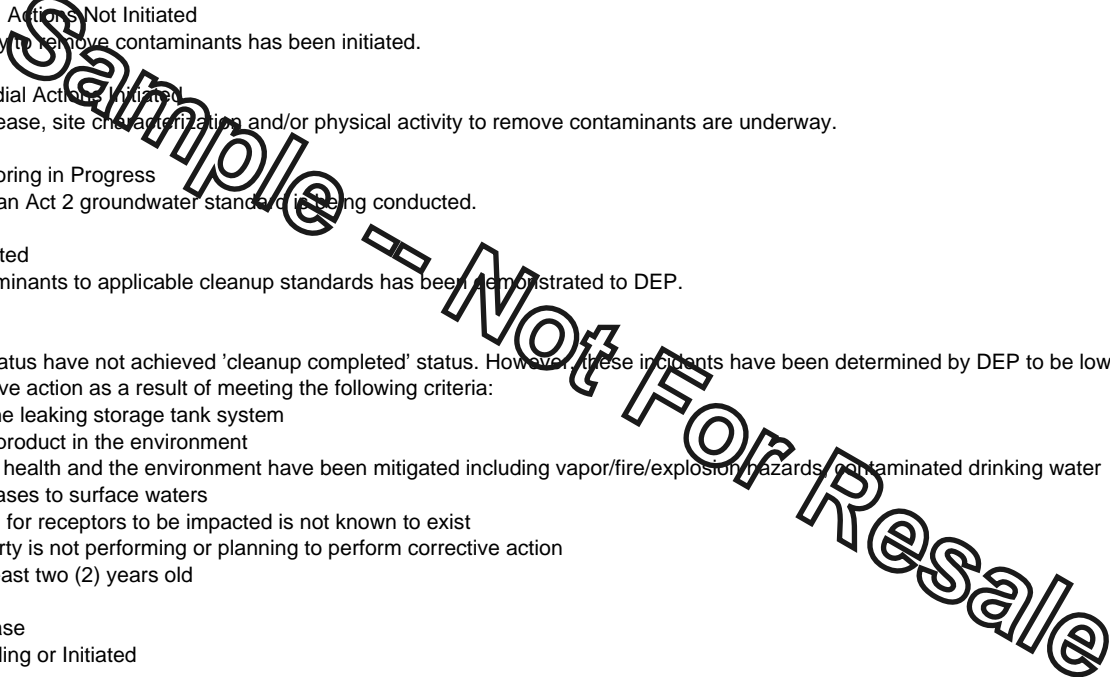 Actions Not Initiated
y to remove contaminants has been initiated.
dial Actions Initiated
ease, site characterization and/or physical activity to remove contaminants are underway.
oring in Progress
an Act 2 groundwater standard is being conducted.
ted
minants to applicable cleanup standards has been demonstrated to DEP.
atus have not achieved 'cleanup completed' status. However, these incidents have been determined by DEP to be low
ve action as a result of meeting the following criteria:
ne leaking storage tank system
product in the environment
health and the environment have been mitigated including vapor/fire/explosion hazards, contaminated drinking water
ases to surface waters
for receptors to be impacted is not known to exist
rty is not performing or planning to perform corrective action
east two (2) years old
ase
ding or Initiated
Sample -- Not For Resale